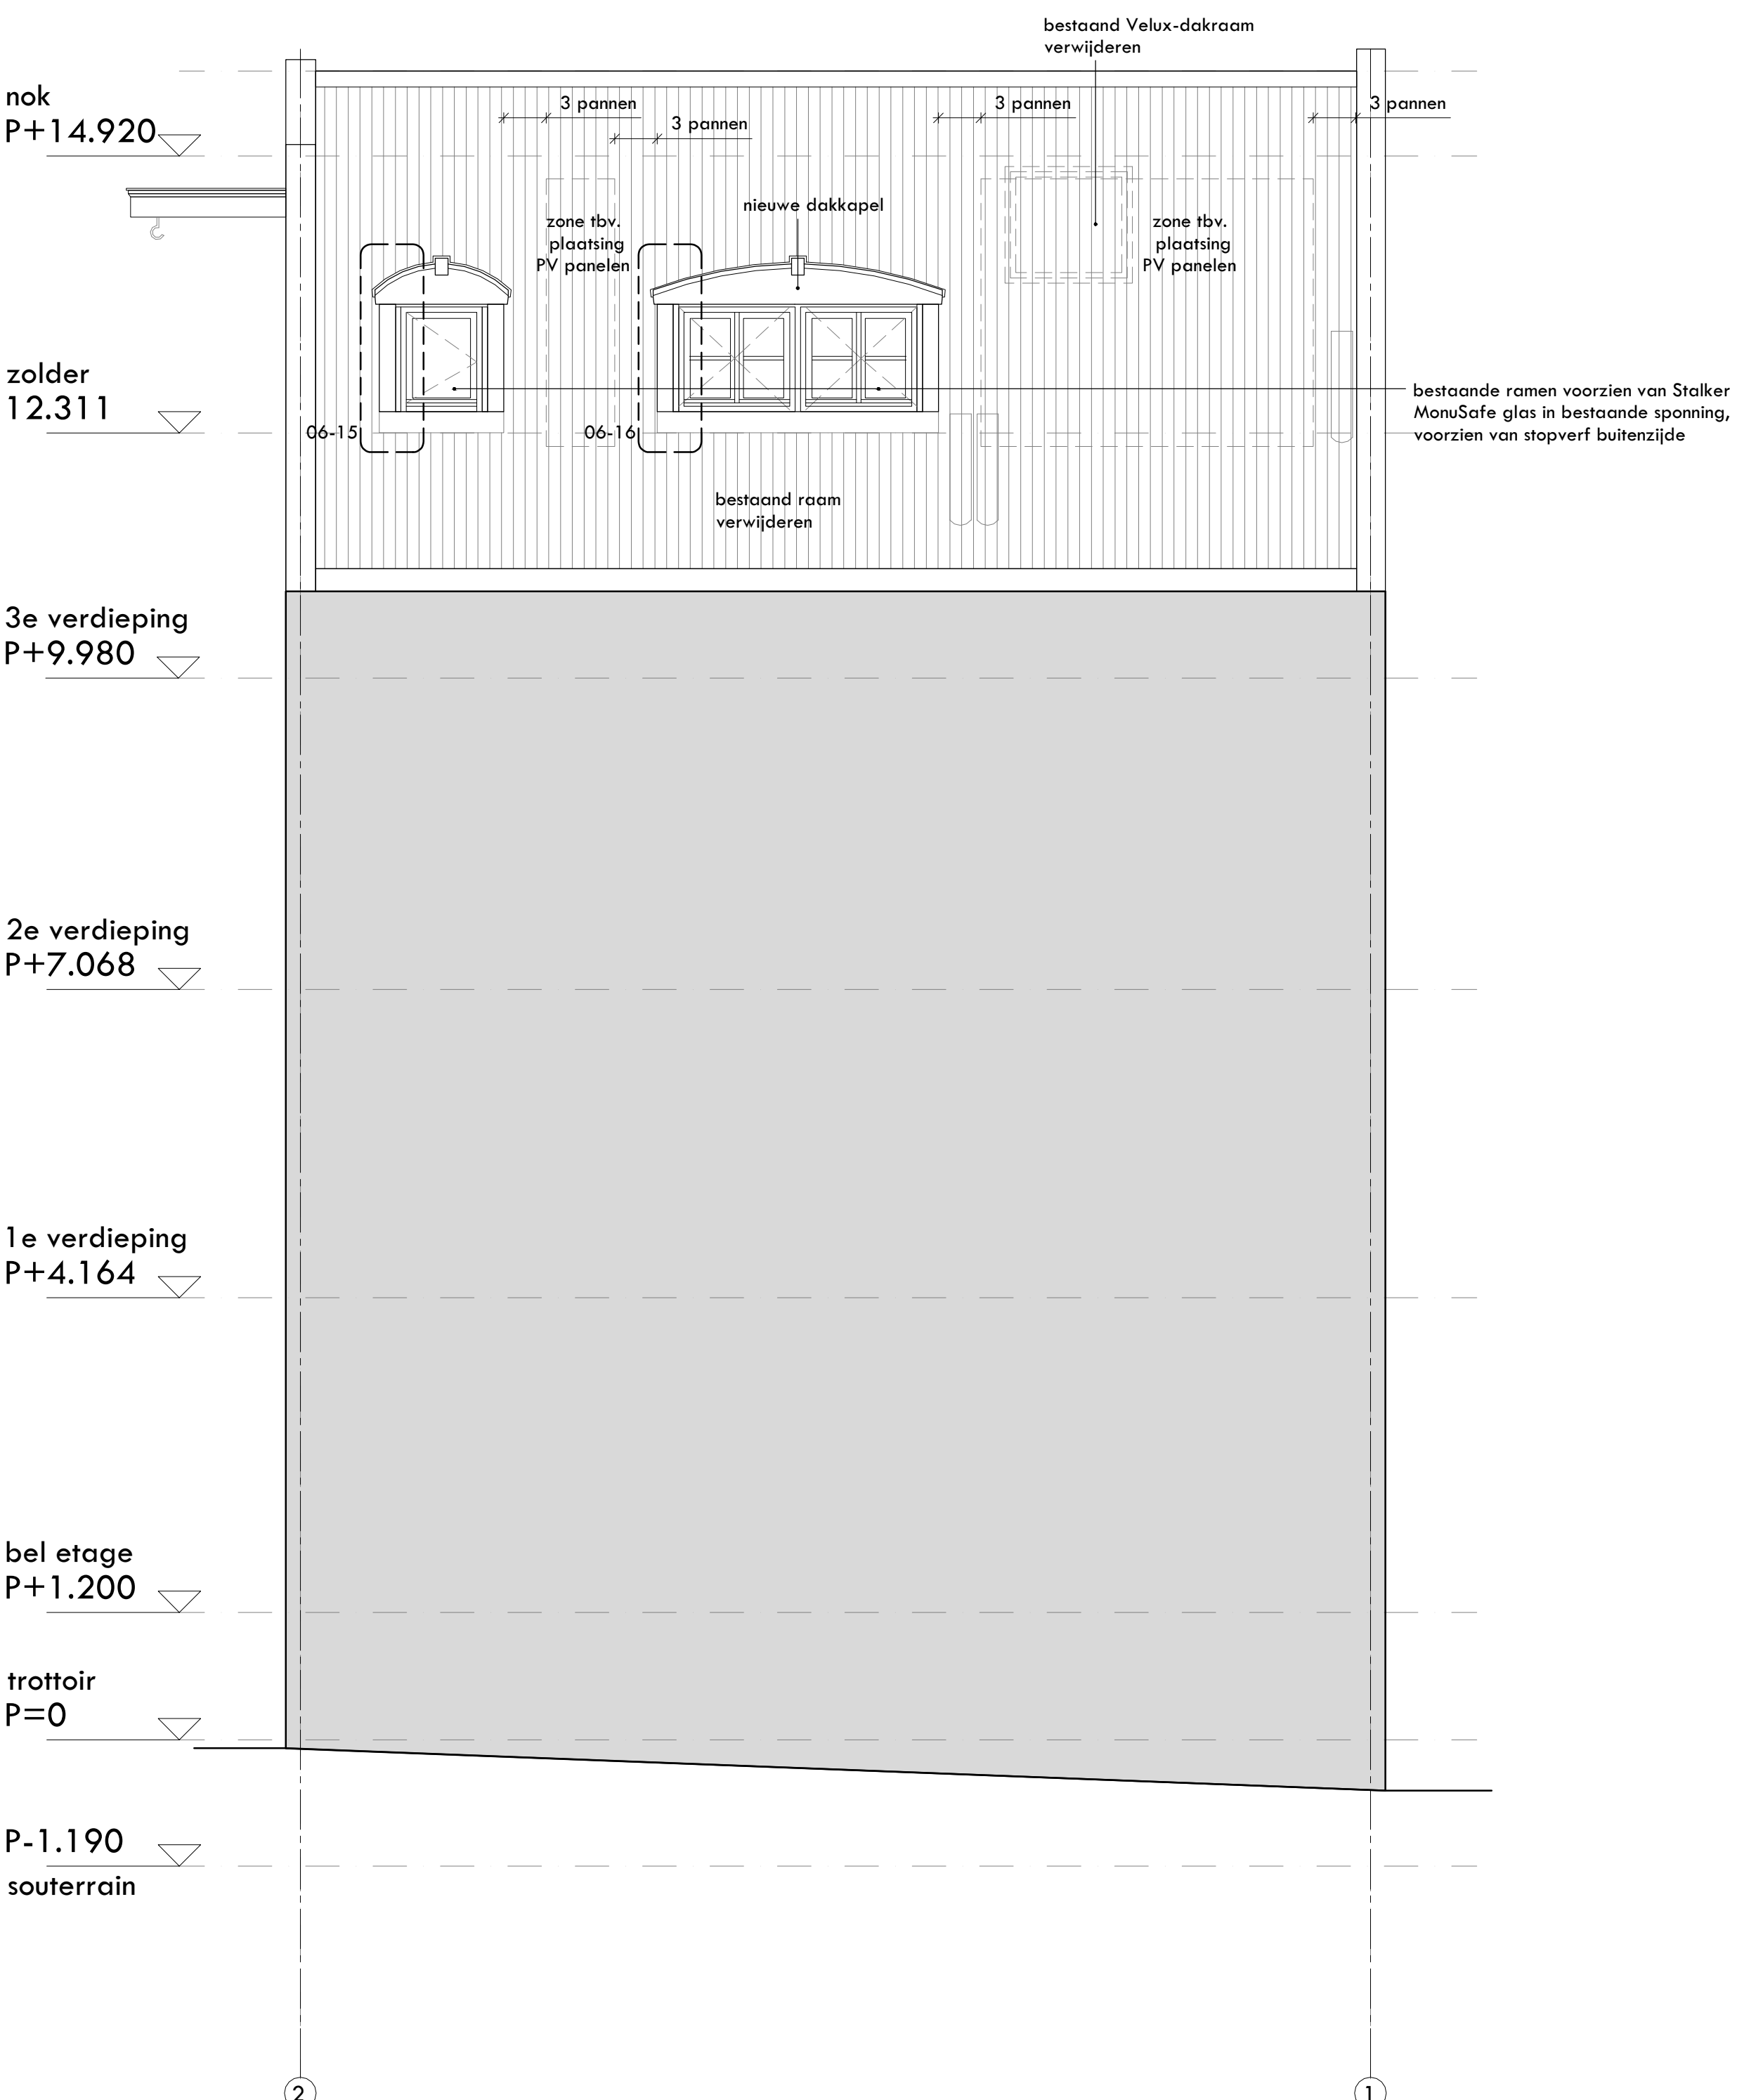 bestaand Velux-dakraam
verwijderen
nok
P+14.920
3 pannen
3 pannen
3 pannen
3 pannen
nieuwe dakkapel
zone tbv.
plaatsing
PV panelen
zone tbv.
plaatsing
PV panelen
zolder
12.311
bestaande ramen voorzien van Stalker
MonuSafe glas in bestaande sponning,
voorzien van stopverf buitenzijde
06-15
06-16
bestaand raam
verwijderen
3e verdieping
P+9.980
2e verdieping
P+7.068
1e verdieping
P+4.164
bel etage
P+1.200
trottoir
P=0
P-1.190
souterrain
2
1